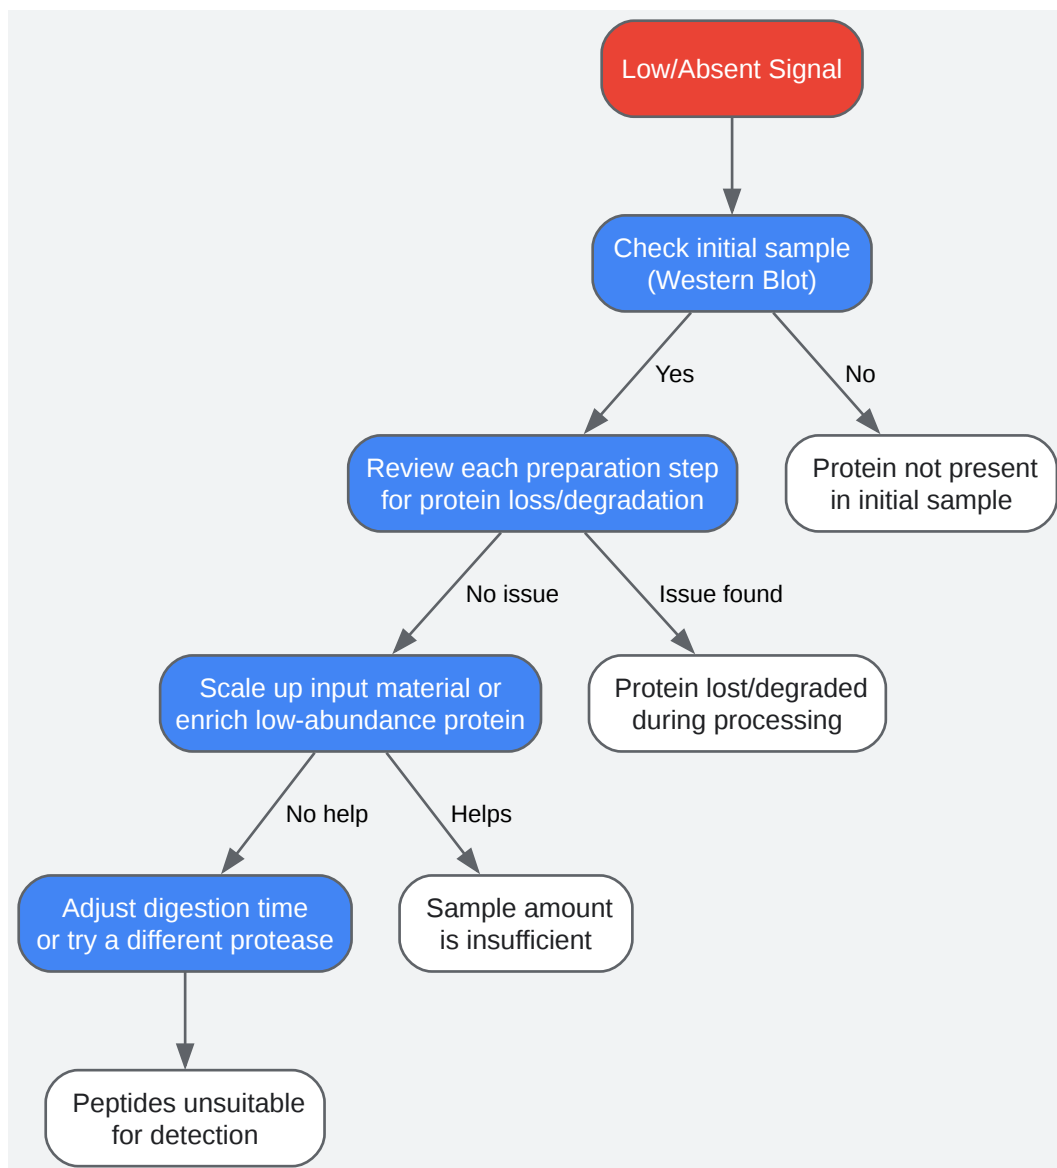 Low/Absent Signal
Check initial sample
(Western Blot)
Yes
No
Review each preparation step
for protein loss/degradation
Protein not present
in initial sample
No issue
Issue found
Scale up input material or
enrich low-abundance protein
Protein lost/degraded
during processing
No help
Helps
Adjust digestion time
or try a different protease
Sample amount
is insufficient
Peptides unsuitable
for detection